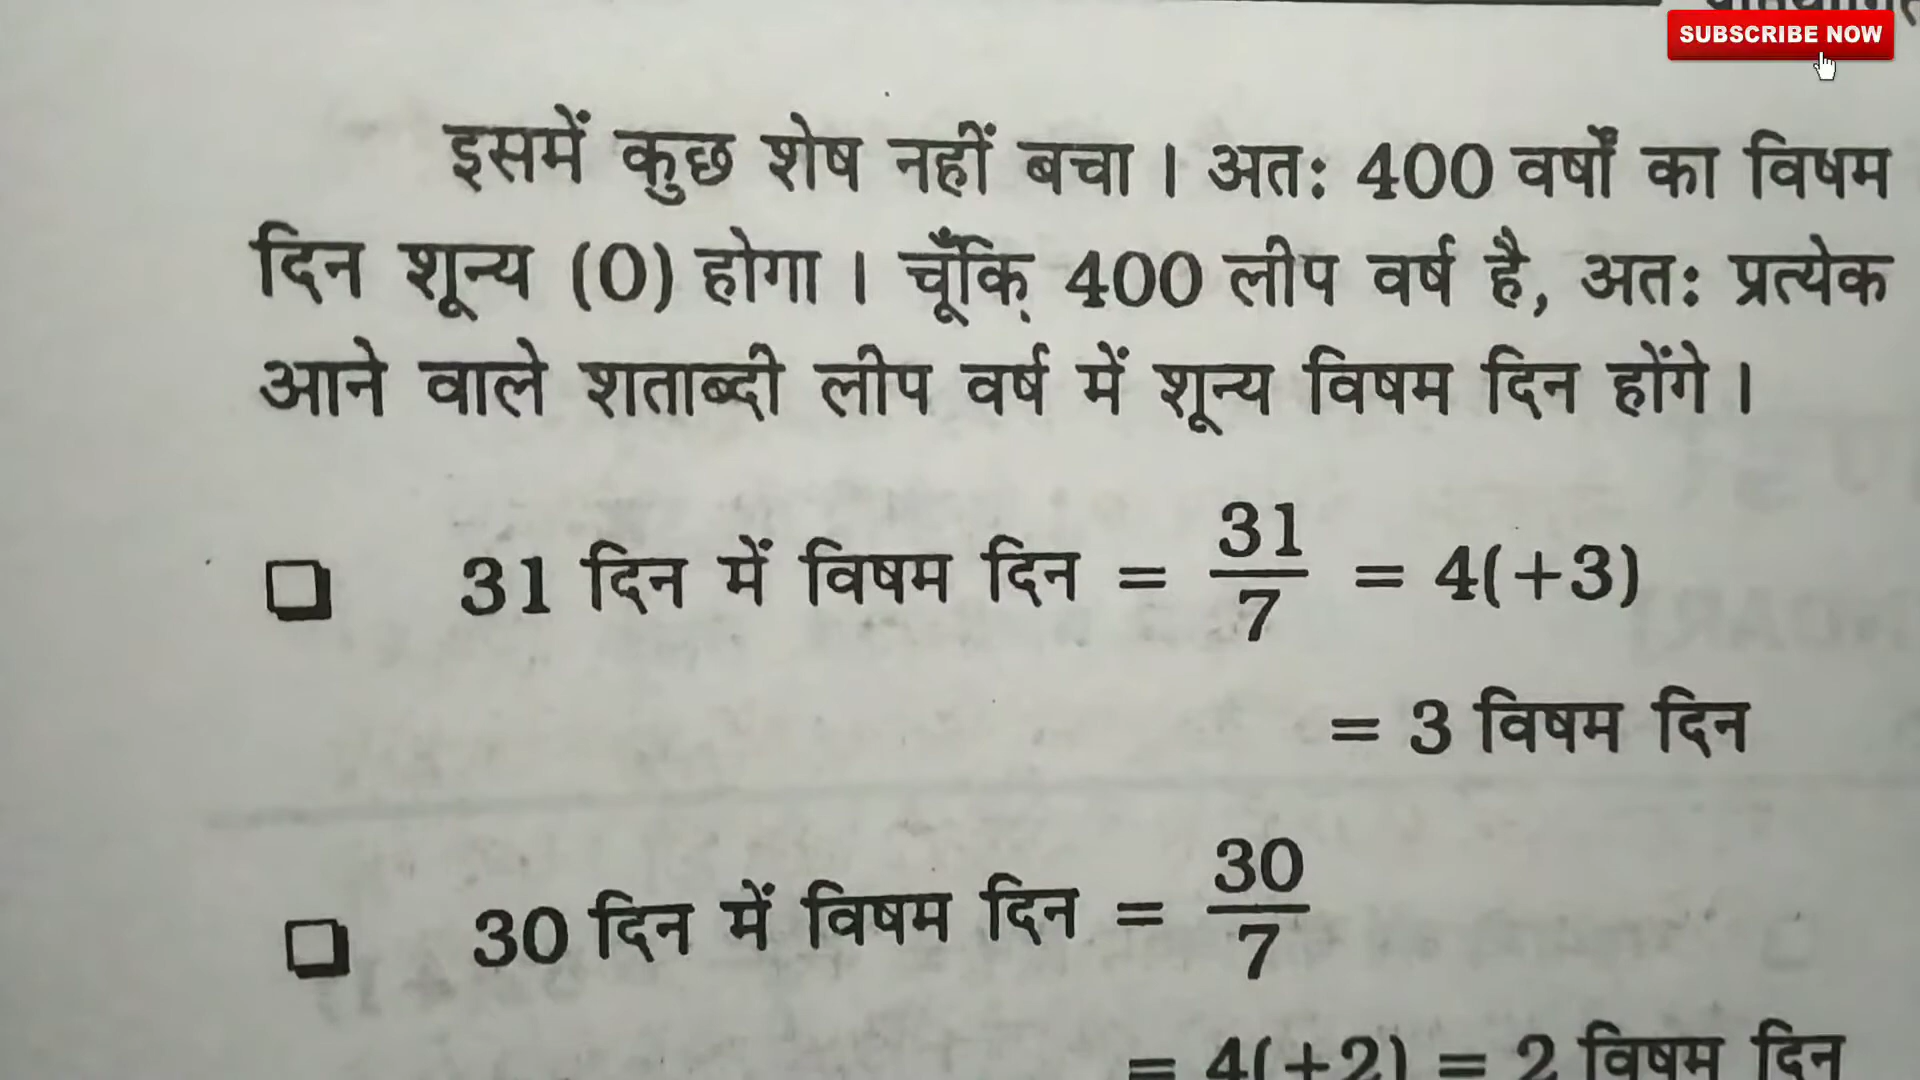 SUBSCRIBE NOW
इसमें कुछ शेष नहीं बचा । अतः 400 वर्षों का विषम
दिन शून्य (0) होगा । चूँकि 400 लीप वर्ष है, अतः प्रत्येक
आने वाले शताब्दी लीप वर्ष में शून्य विषम दिन होंगे ।
❑ 31 दिन में विषम दिन = 31/7 = 4(+3)
= 3 विषम दिन
❑ 30 दिन में विषम दिन = 30/7
= 4(+2) = 2 विषम दिन